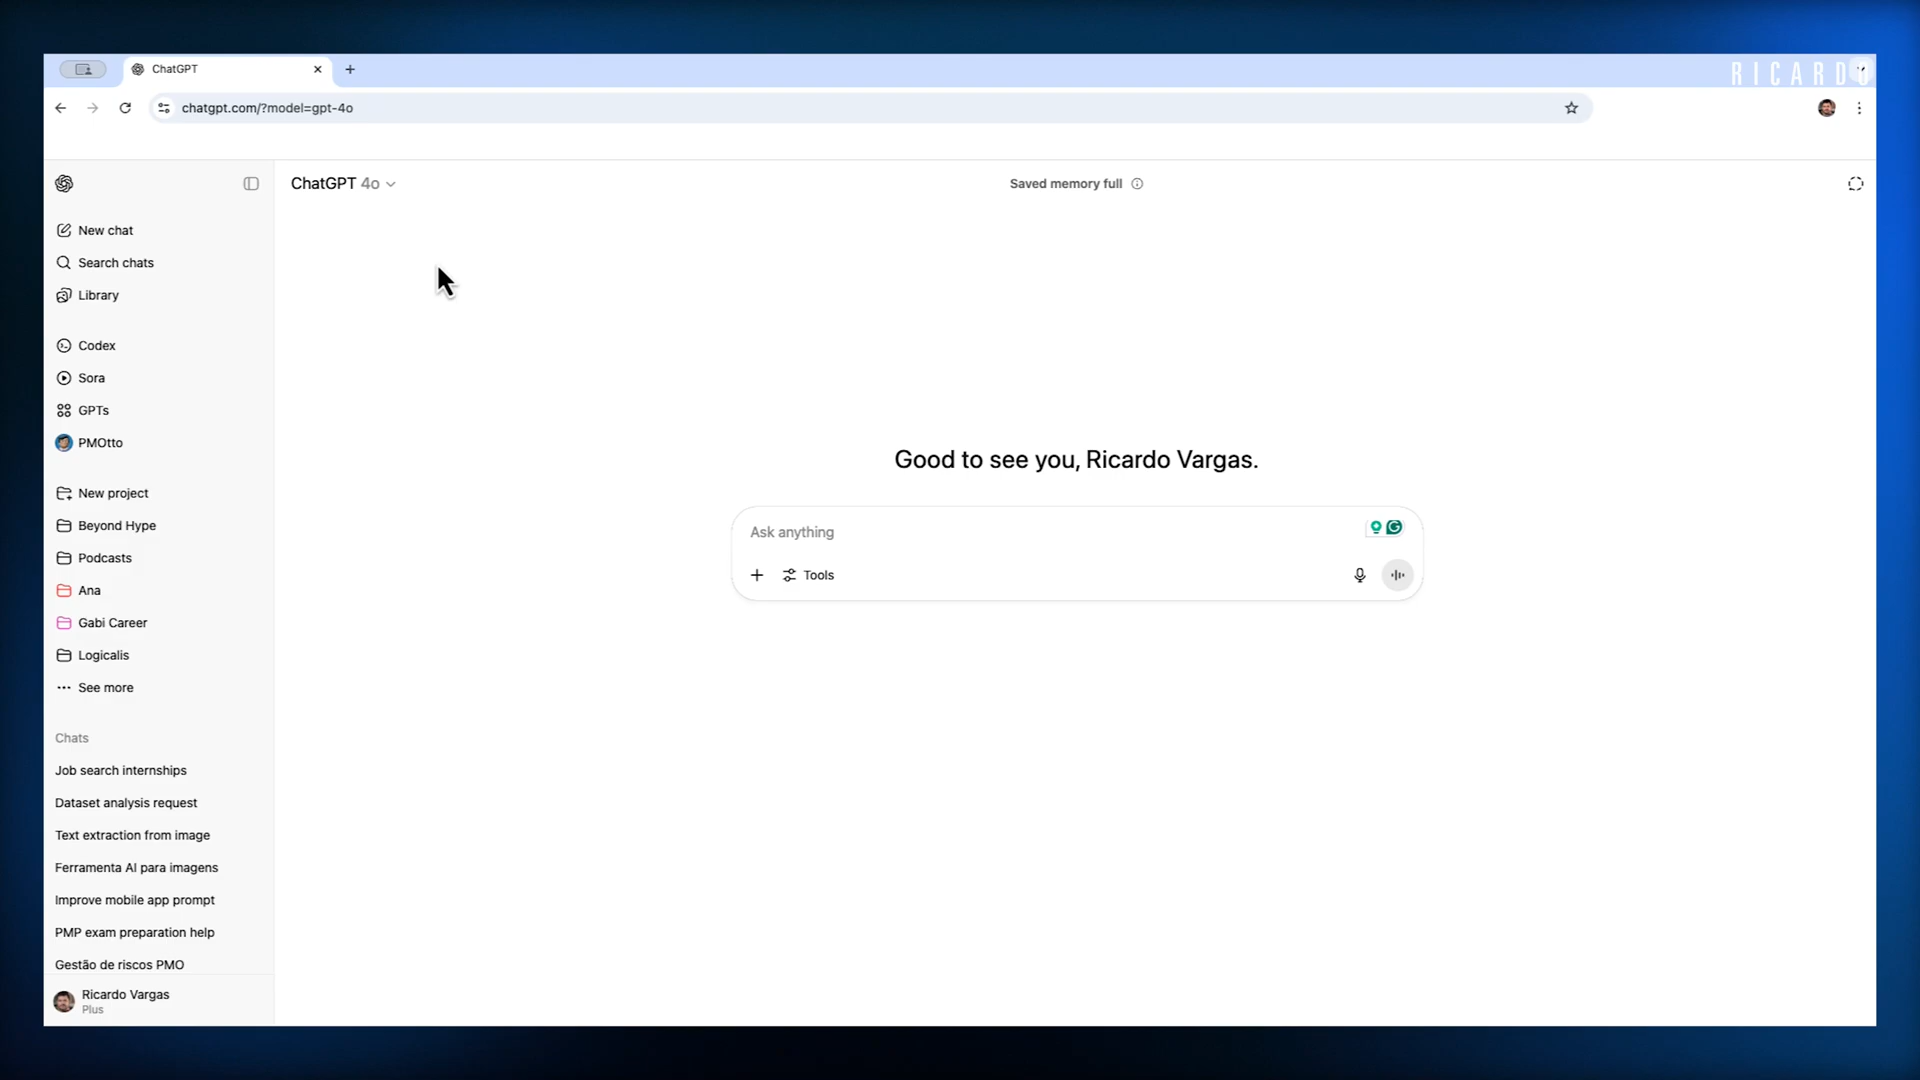 RICARDO
ChatGPT
chatgpt.com/?model=gpt-4o
ChatGPT 4o
Saved memory full
New chat
Search chats
Library
Codex
Sora
GPTs
PMOtto
New project
Beyond Hype
Podcasts
Ana
Gabi Career
Logicalis
See more
Chats
Job search internships
Dataset analysis request
Text extraction from image
Ferramenta AI para imagens
Improve mobile app prompt
PMP exam preparation help
Gestão de riscos PMO
Ricardo Vargas
Plus
Good to see you, Ricardo Vargas.
Ask anything
Tools